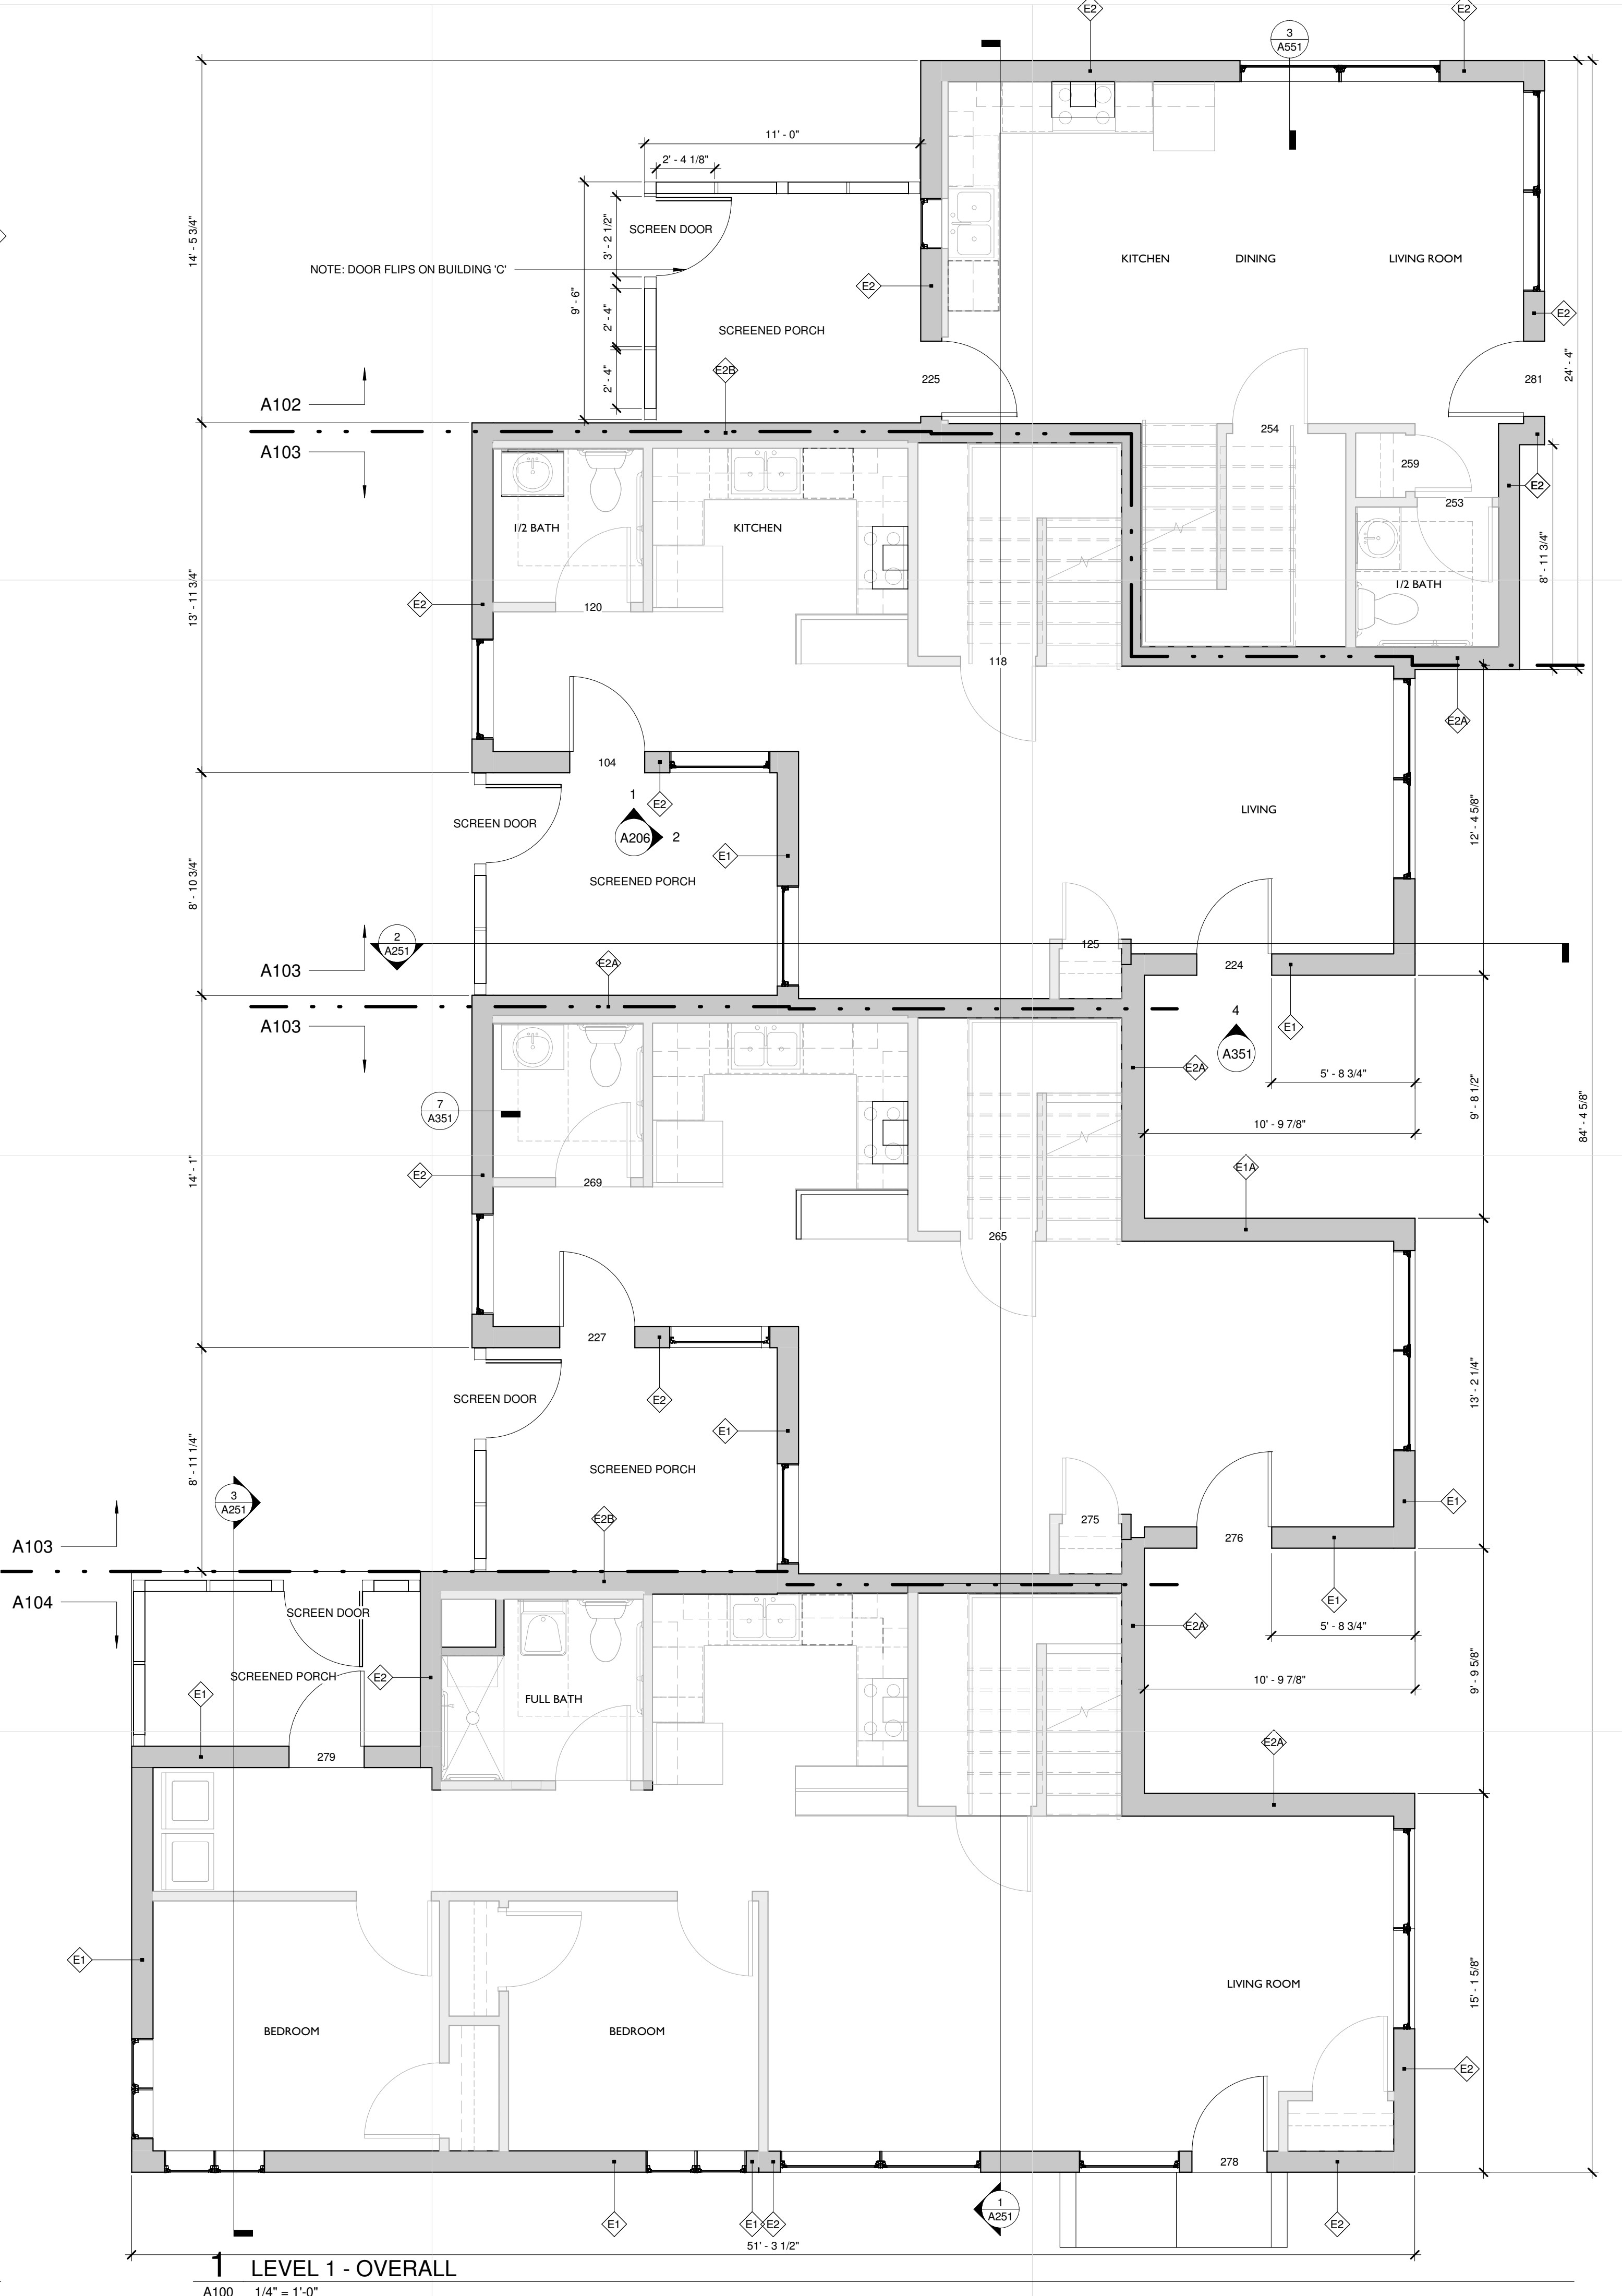 E2
E2
3
A551
11' - 0"
2' - 4 1/8"
14' - 5 3/4"
3' - 2 1/2"
SCREEN DOOR
NOTE: DOOR FLIPS ON BUILDING 'C'
9' - 6"
2' - 4"
2' - 4"
E2
KITCHEN
DINING
LIVING ROOM
E2
SCREENED PORCH
E2B
225
281
24' - 4"
A102
A103
254
259
253
E2
E2
1/2 BATH
KITCHEN
8' - 11 3/4"
1/2 BATH
13' - 11 3/4"
E2
120
118
E2A
104
E2
SCREEN DOOR
1
A206
2
LIVING
12' - 4 5/8"
E1
SCREENED PORCH
8' - 10 3/4"
2
A251
A103
E2A
125
224
E1
A103
4
A351
E2A
5' - 8 3/4"
9' - 8 1/2"
7
A351
10' - 9 7/8"
84' - 4 5/8"
E2
14' - 1"
E1A
269
265
227
E2
SCREEN DOOR
13' - 2 1/4"
E1
SCREENED PORCH
8' - 11 1/4"
3
A251
E1
E2B
275
276
A103
A104
E1
SCREEN DOOR
E2A
5' - 8 3/4"
SCREENED PORCH
E2
E1
10' - 9 7/8"
9' - 9 5/8"
FULL BATH
E2A
279
E1
LIVING ROOM
15' - 1 5/8"
BEDROOM
BEDROOM
E2
278
E1
E1
E2
1
A251
E2
51' - 3 1/2"
1
LEVEL 1 - OVERALL
A100
1/4" = 1'-0"